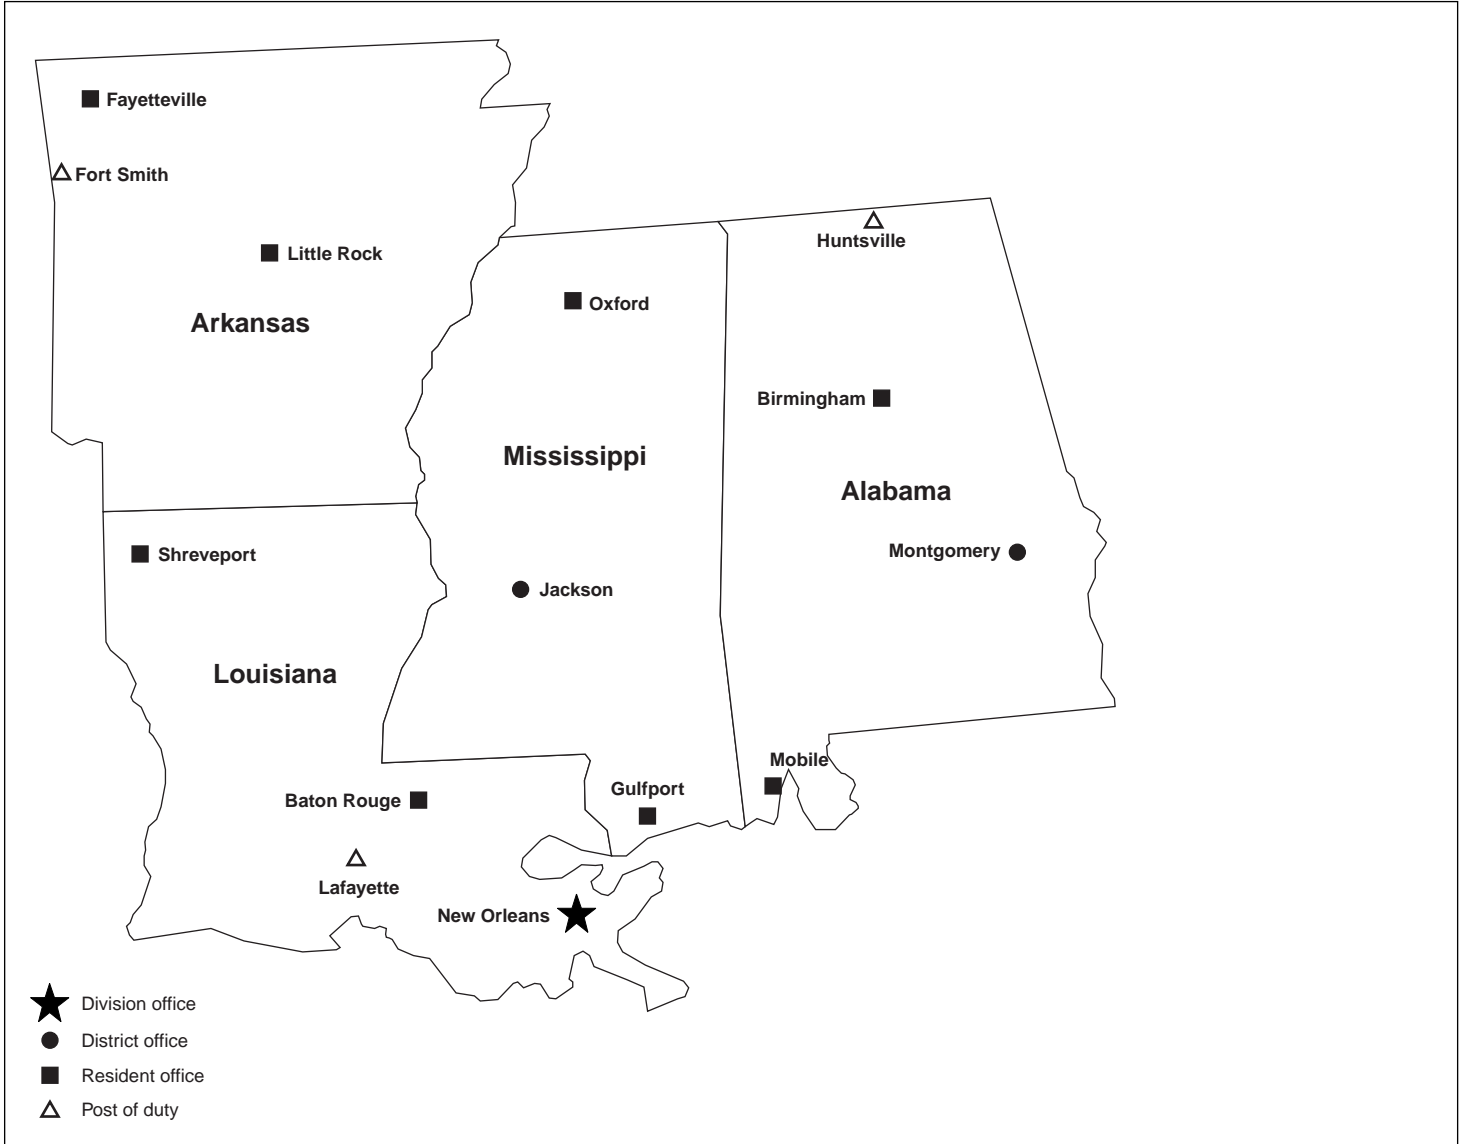 Fayetteville
Fort Smith
Huntsville
Little Rock
Oxford
Arkansas
Birmingham
Mississippi
Alabama
Montgomery
Shreveport
Jackson
Louisiana
Mobile
Gulfport
Baton Rouge
Lafayette
New Orleans
Division office
District office
Resident office
Post of duty